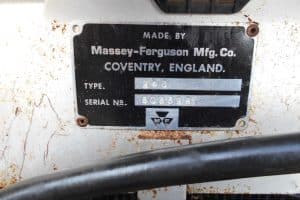 MADE BY
Massey-Ferguson Mfg. Co.
COVENTRY, ENGLAND.
TYPE.
SERIAL No.